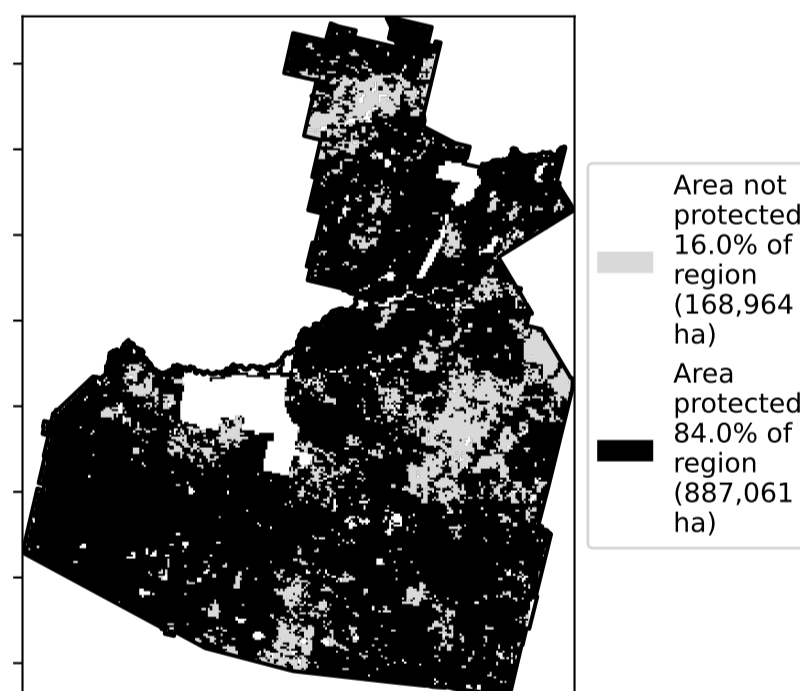 Area not
protected
16.0% of
region
(168,964
ha)
Area
protected
84.0% of
region
(887,061
ha)